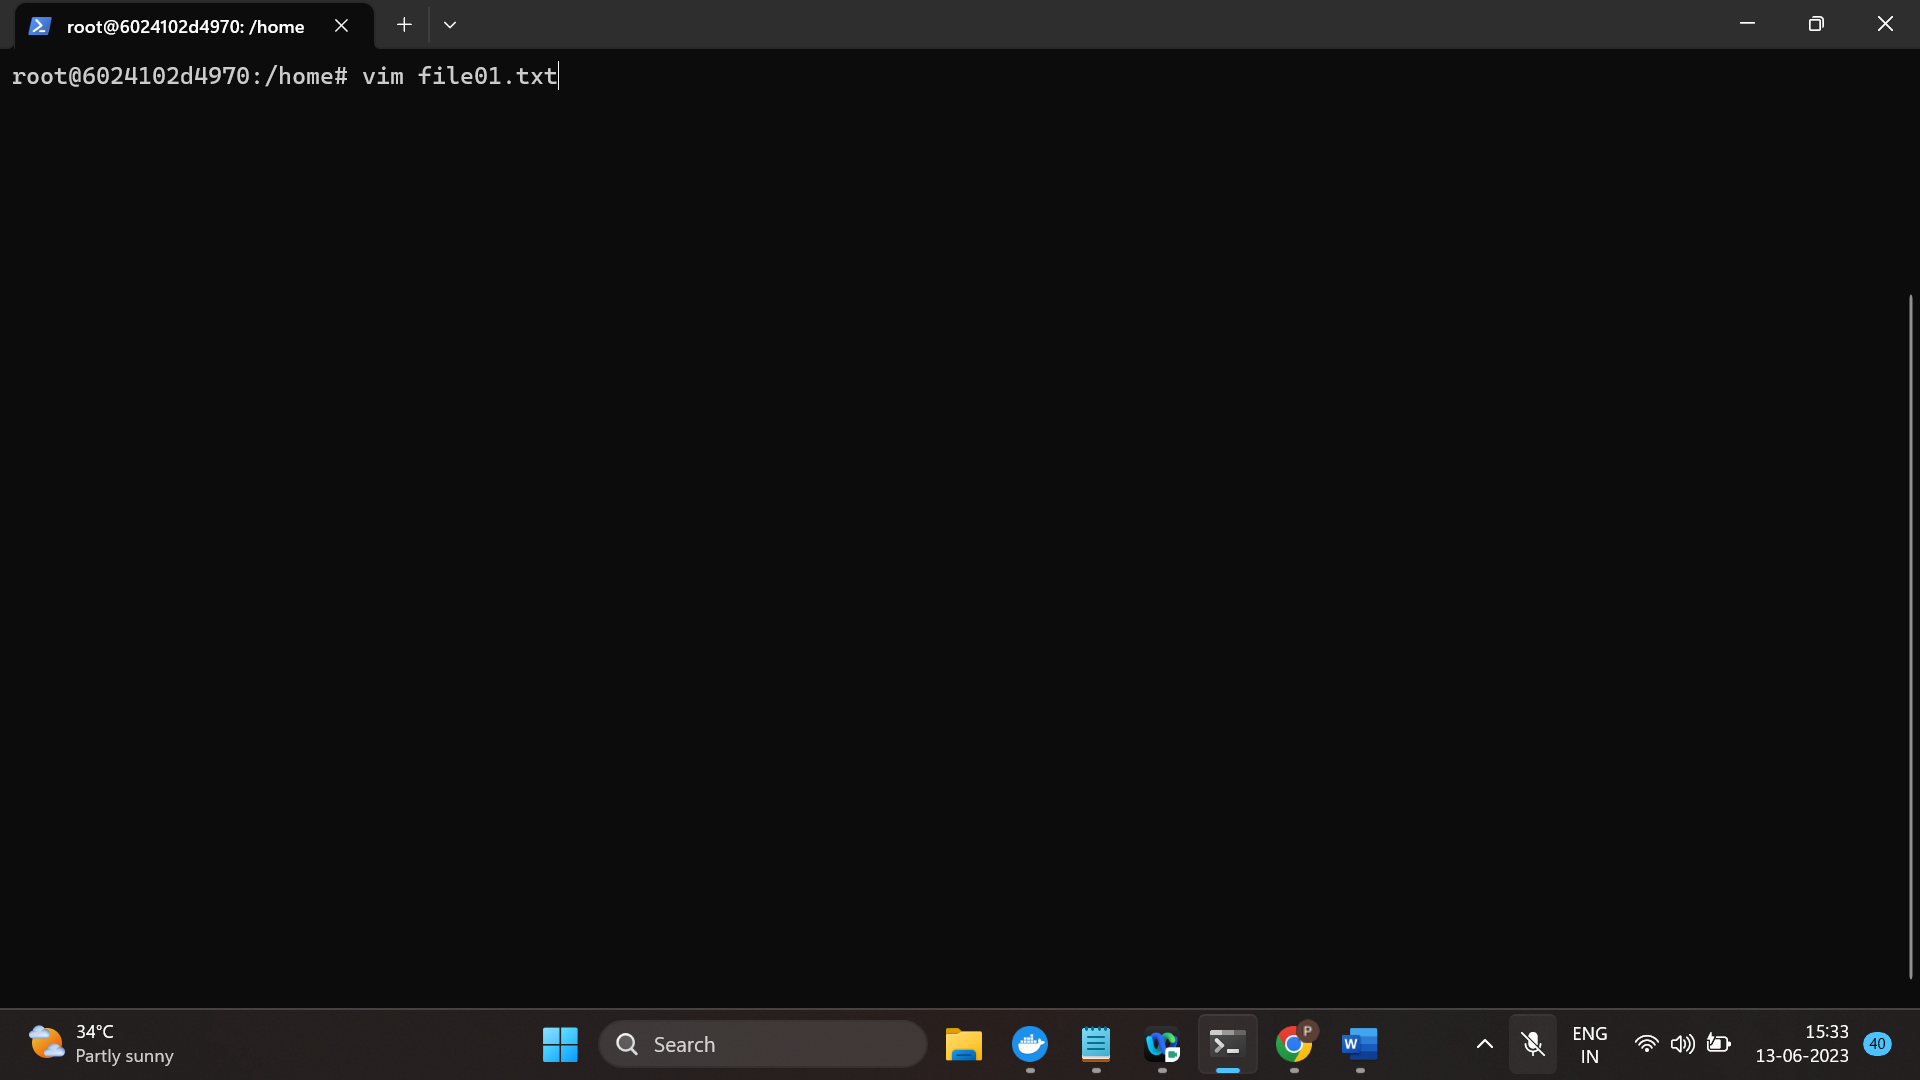 root@6024102d4970: /home
root@6024102d4970:/home# vim file01.txt
34°C
Partly sunny
Search
P
W
ENG
IN
15:33
13-06-2023
40